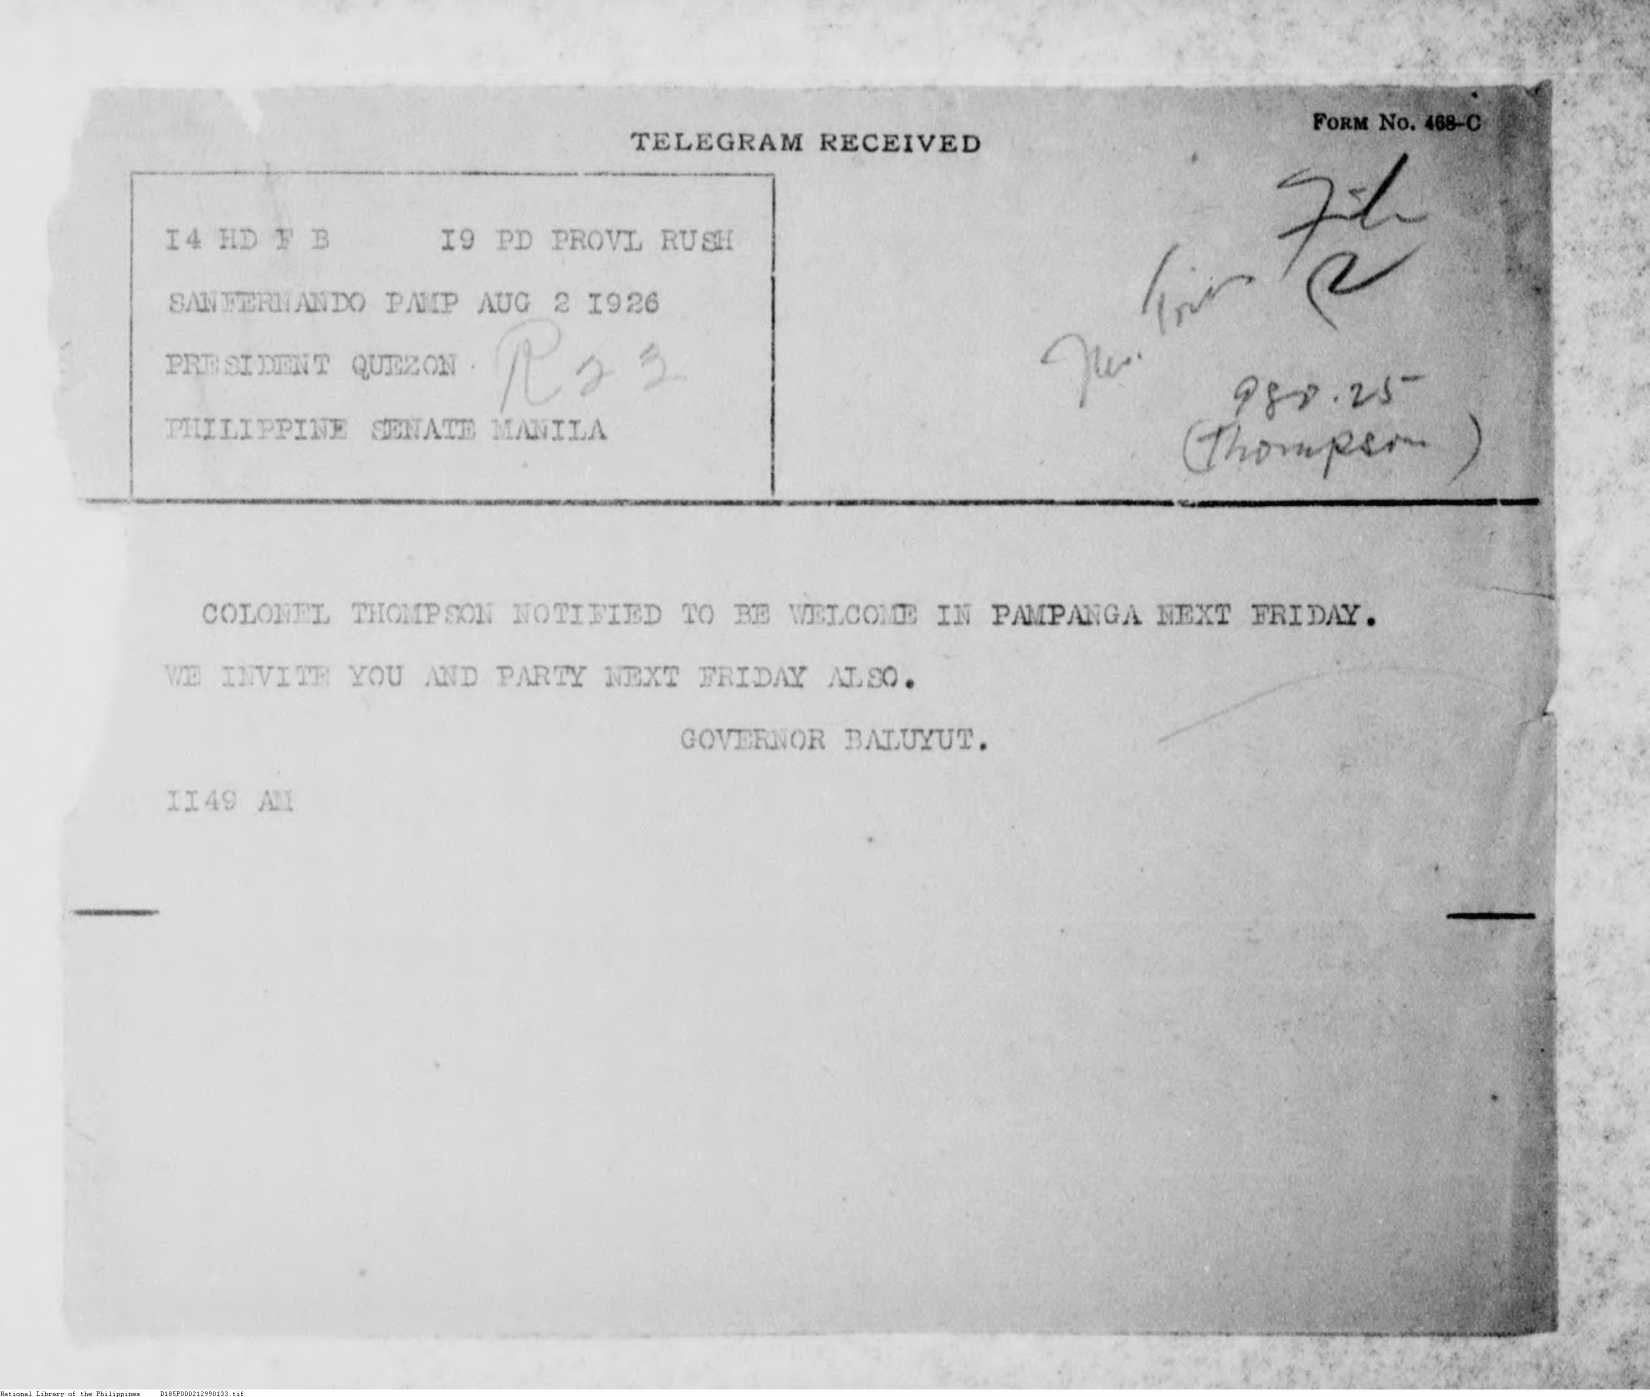 FORM NO. 468-C
TELEGRAM RECEIVED
File
I4 HD F B I9 PD PROVL RUSH
SANFERNANDO PAMP AUG 2 I926
PRESIDENT QUEZON
PHILIPPINE SENATE MANILA
980.25
(Thompson)
COLONEL THOMPSON NOTIFIED TO BE WELCOME IN PAMPANGA NEXT FRIDAY.
WE INVITE YOU AND PARTY NEXT FRIDAY ALSO.
GOVERNOR BALUYUT.
II49 AM
National Library of the Philippines D185P000212990133.tif